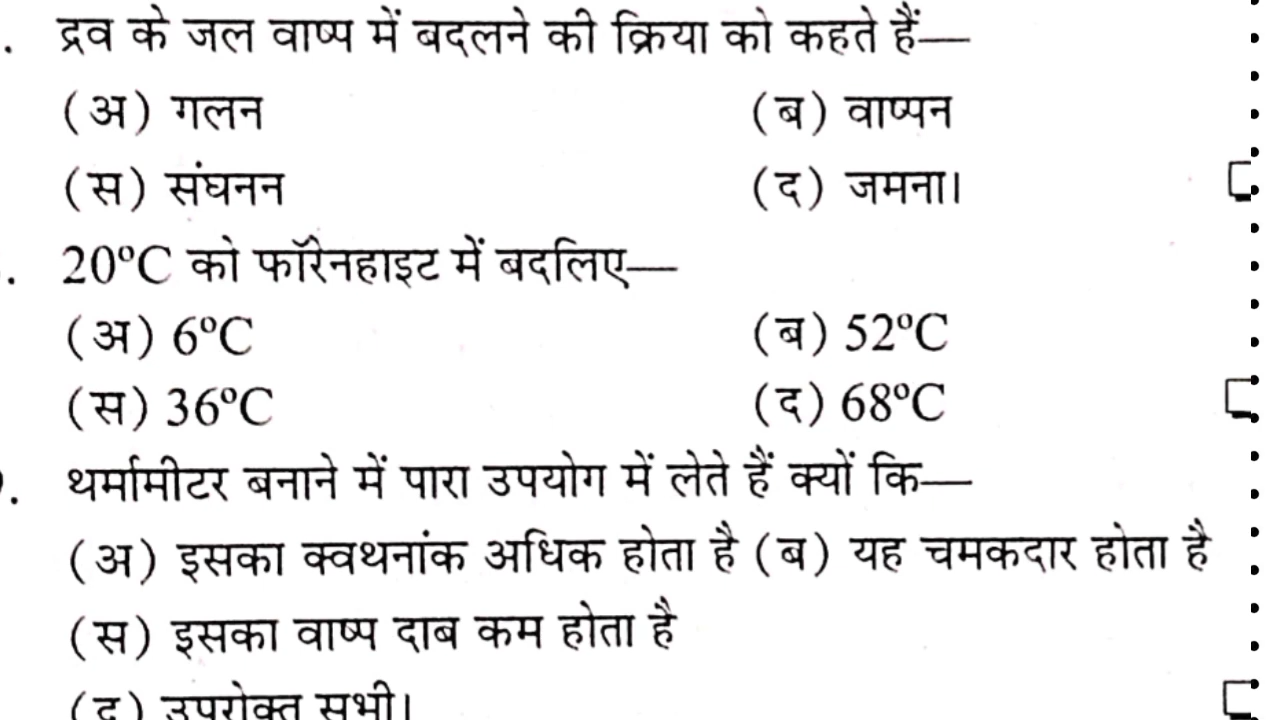 . द्रव के जल वाष्प में बदलने की क्रिया को कहते हैं—
(अ) गलन (ब) वाष्पन
(स) संघनन (द) जमना।
. 20°C को फॉरेनहाइट में बदलिए—
(अ) 6°C (ब) 52°C
(स) 36°C (द) 68°C
. थर्मामीटर बनाने में पारा उपयोग में लेते हैं क्यों कि—
(अ) इसका क्वथनांक अधिक होता है (ब) यह चमकदार होता है
(स) इसका वाष्प दाब कम होता है
(द) उपरोक्त सभी।